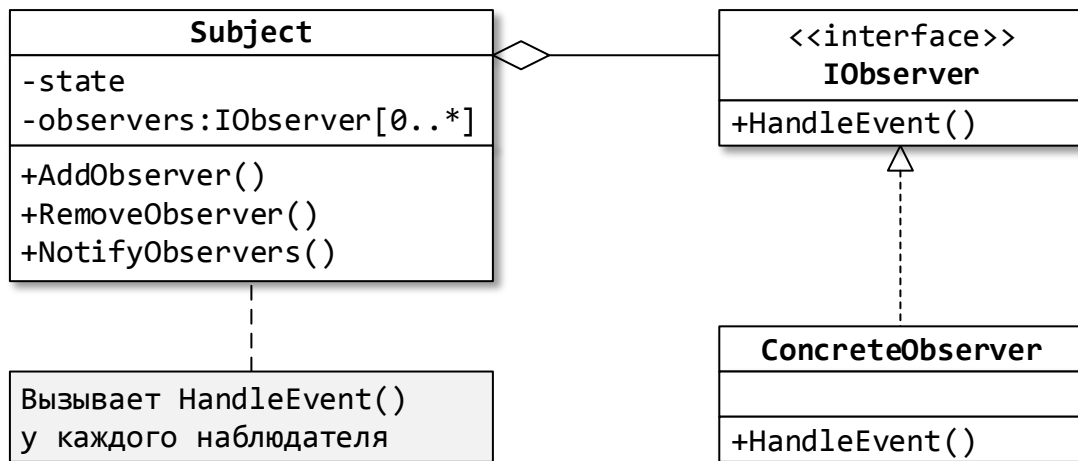 Subject
-state
-observers:IObserver[0..*]
+AddObserver()
+RemoveObserver()
+NotifyObservers()
Вызывает HandleEvent()
у каждого наблюдателя
<<interface>>
IObserver
+HandleEvent()
ConcreteObserver
+HandleEvent()